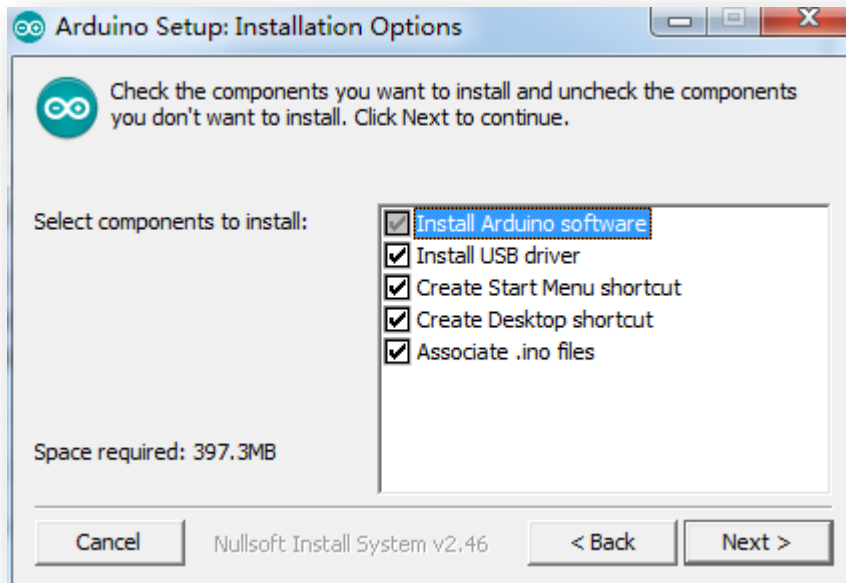 Arduino Setup: Installation Options
Check the components you want to install and uncheck the components
you don't want to install. Click Next to continue.
Select components to install:
Install Arduino software
Install USB driver
Create Start Menu shortcut
Create Desktop shortcut
Associate .ino files
Space required: 397.3MB
Cancel
Nullsoft Install System v2.46
< Back
Next >